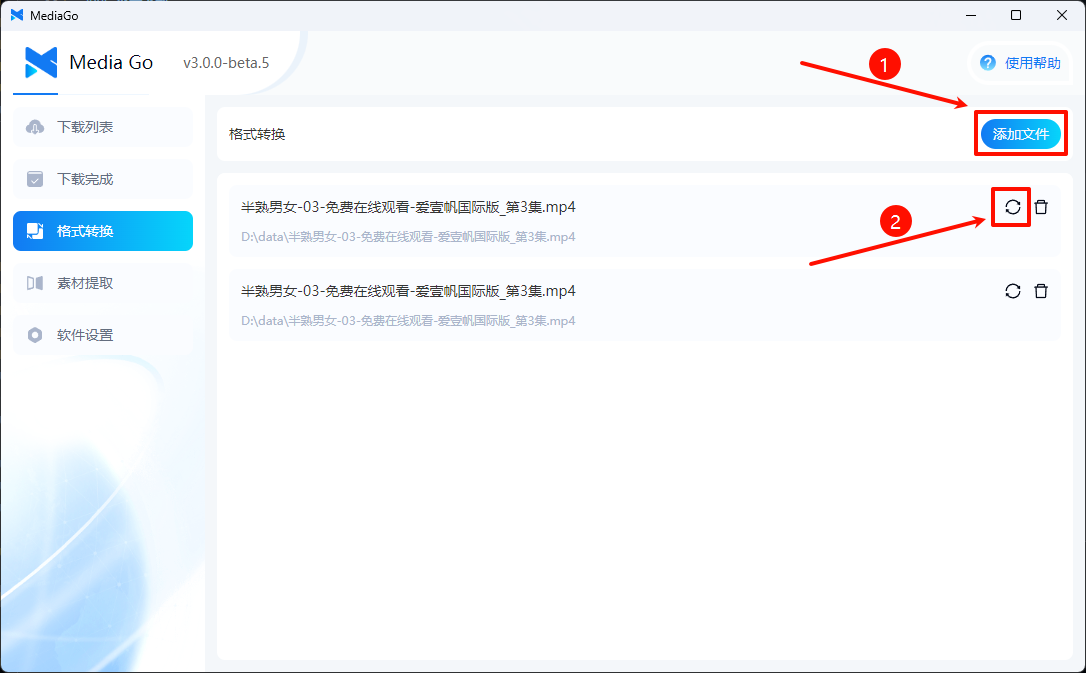 MediaGo
Media Go
v3.0.0-beta.5
1
使用帮助
下载列表
下载完成
格式转换
素材提取
软件设置
格式转换
添加文件
半熟男女-03-免费在线观看-爱壹帆国际版_第3集.mp4
D:\data\半熟男女-03-免费在线观看-爱壹帆国际版_第3集.mp4
2
半熟男女-03-免费在线观看-爱壹帆国际版_第3集.mp4
D:\data\半熟男女-03-免费在线观看-爱壹帆国际版_第3集.mp4